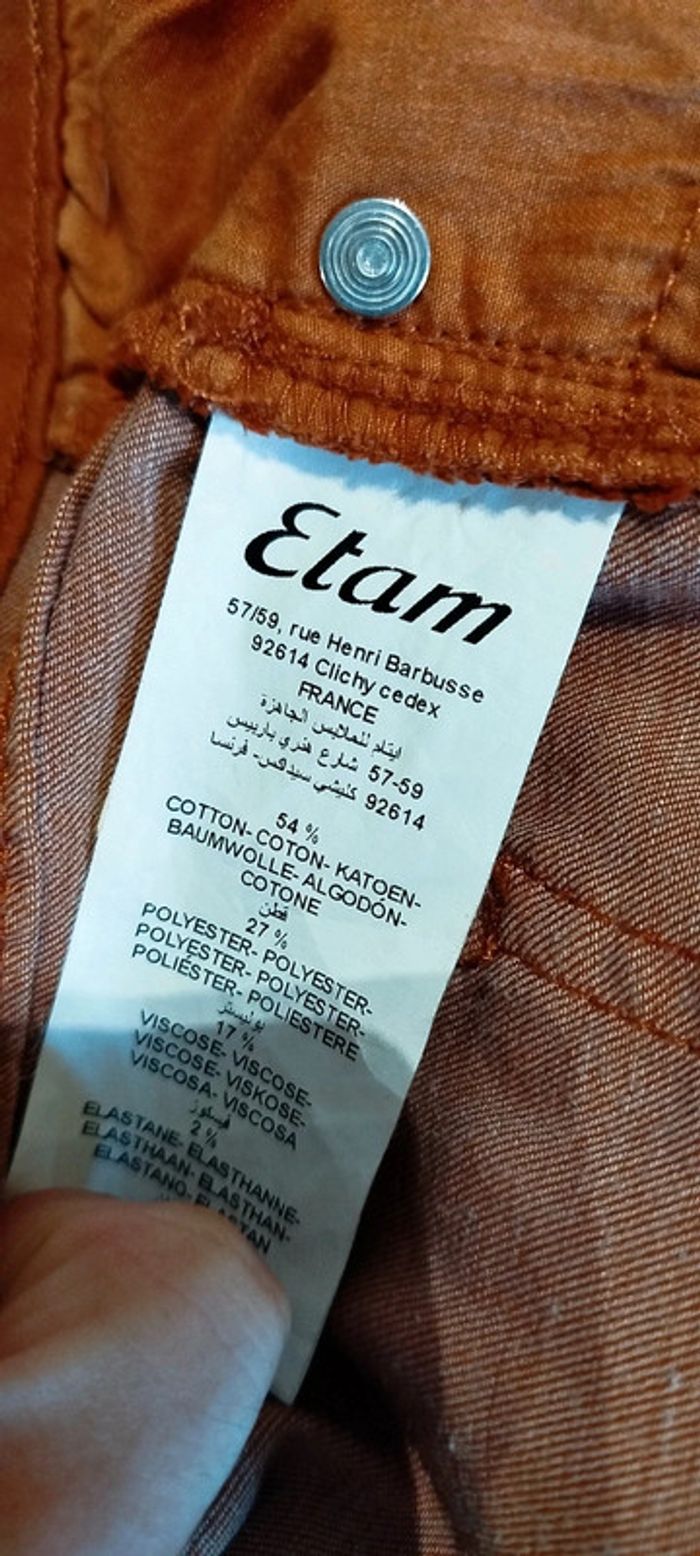 Etam
57/59, rue Henri Barbusse
92614 Clichy cedex
FRANCE
ايتام للملابس الجاهزة
57-59 شارع هنري باربيس
92614 كليشي سيداكس- فرنسا
54 %
COTTON- COTON- KATOEN-
BAUMWOLLE- ALGODÓN-
COTONE
قطن
27 %
POLYESTER- POLYESTER-
POLYESTER- POLYESTER-
POLIÉSTER- POLIESTERE
بوليستر
17 %
VISCOSE- VISCOSE-
VISCOSE- VISKOSE-
VISCOSA- VISCOSA
فيسكوز
2 %
ELASTANE- ELASTHANNE-
ELASTHAAN- ELASTHAN-
ELASTANO- ELASTAN